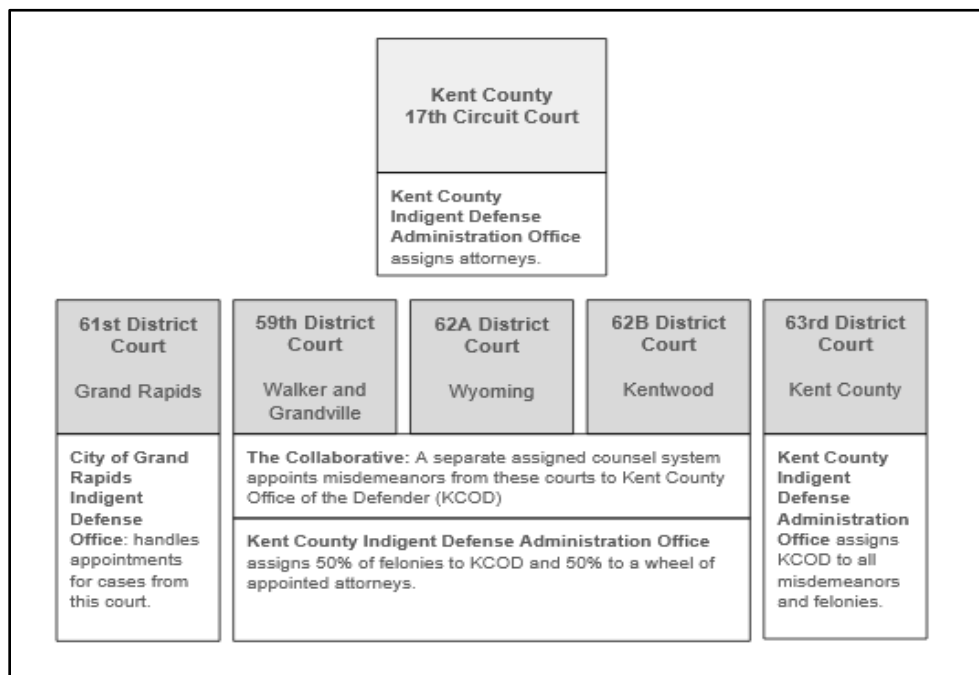 Kent County
17th Circuit Court
Kent County
Indigent Defense
Administration Office
assigns attorneys.
61st District
Court
Grand Rapids
59th District
Court
Walker and
Grandville
62A District
Court
Wyoming
62B District
Court
Kentwood
63rd District
Court
Kent County
City of Grand
Rapids
Indigent
Defense
Office: handles
appointments
for cases from
this court.
The Collaborative: A separate assigned counsel system
appoints misdemeanors from these courts to Kent County
Office of the Defender (KCOD)
Kent County Indigent Defense Administration Office
assigns 50% of felonies to KCOD and 50% to a wheel of
appointed attorneys.
Kent County
Indigent
Defense
Administration
Office assigns
KCOD to all
misdemeanors
and felonies.